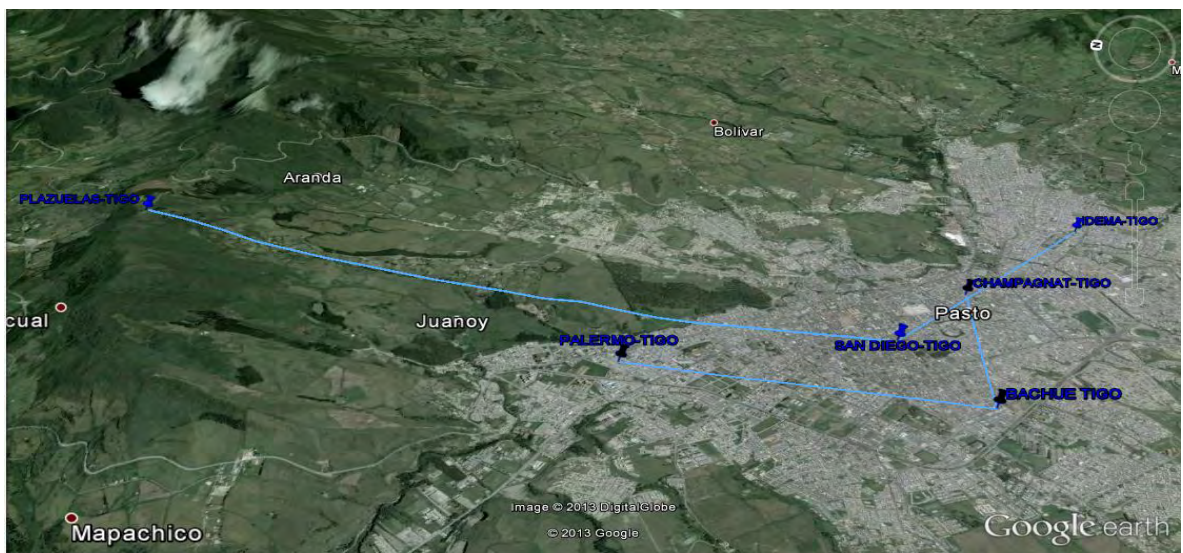 N
M
Bolívar
Aranda
PLAZUELAS-TIGO
IDEMA-TIGO
CHAMPAGNAT-TIGO
cual
Juañoy
Pasto
PALERMO-TIGO
SAN DIEGO-TIGO
BACHUE TIGO
Image © 2013 DigitalGlobe
© 2013 Google
Google earth
Mapachico